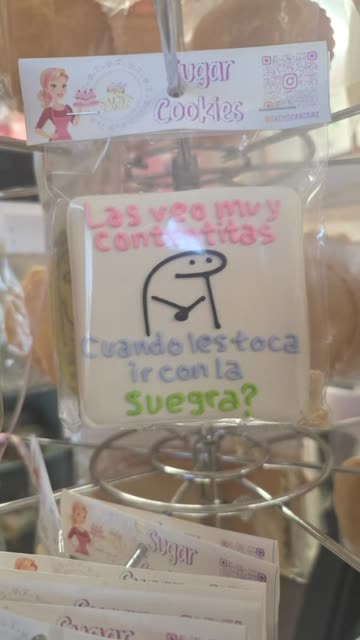 Sugar
Cookies
Las veo muy
contentitas
Cuando les toca
ir con la
Suegra?
Sugar